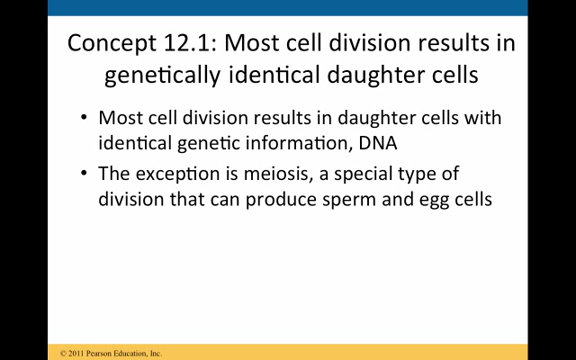 Concept 12.1: Most cell division results in
genetically identical daughter cells
• Most cell division results in daughter cells with
identical genetic information, DNA
• The exception is meiosis, a special type of
division that can produce sperm and egg cells
© 2011 Pearson Education, Inc.